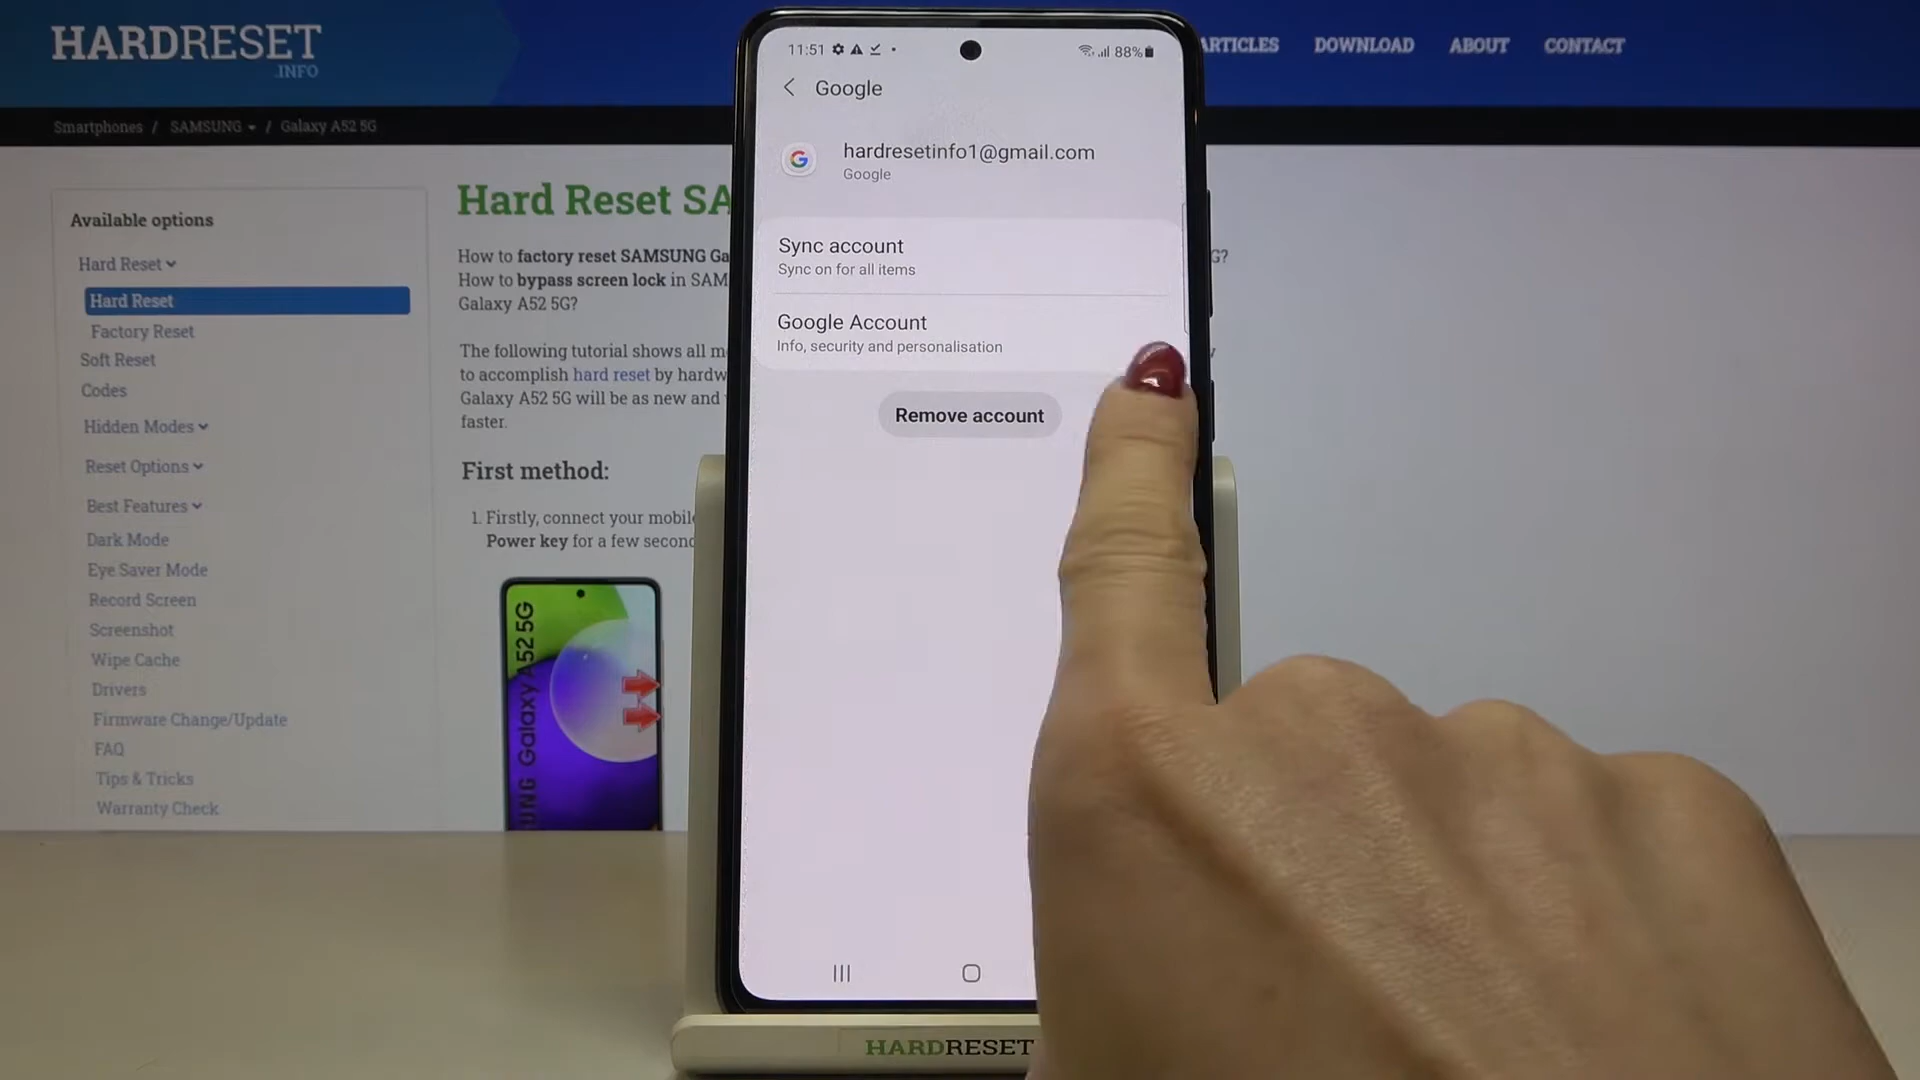 HARDRESET
.INFO
ARTICLES DOWNLOAD ABOUT CONTACT
Smartphones / SAMSUNG / Galaxy A52 5G
Available options
Hard Reset
Hard Reset
Factory Reset
Soft Reset
Codes
Hidden Modes
Reset Options
Best Features
Dark Mode
Eye Saver Mode
Record Screen
Screenshot
Wipe Cache
Drivers
Firmware Change/Update
FAQ
Tips & Tricks
Warranty Check
Hard Reset SA
How to factory reset SAMSUNG Ga
G?
How to bypass screen lock in SAM
Galaxy A52 5G?
The following tutorial shows all m
to accomplish hard reset by hardw
Galaxy A52 5G will be as new and
faster.
First method:
1. Firstly, connect your mobile
Power key for a few second
SUNG Galaxy A52 5G
11:51 88%
Google
hardresetinfo1@gmail.com
Google
Sync account
Sync on for all items
Google Account
Info, security and personalisation
Remove account
HARDRESET